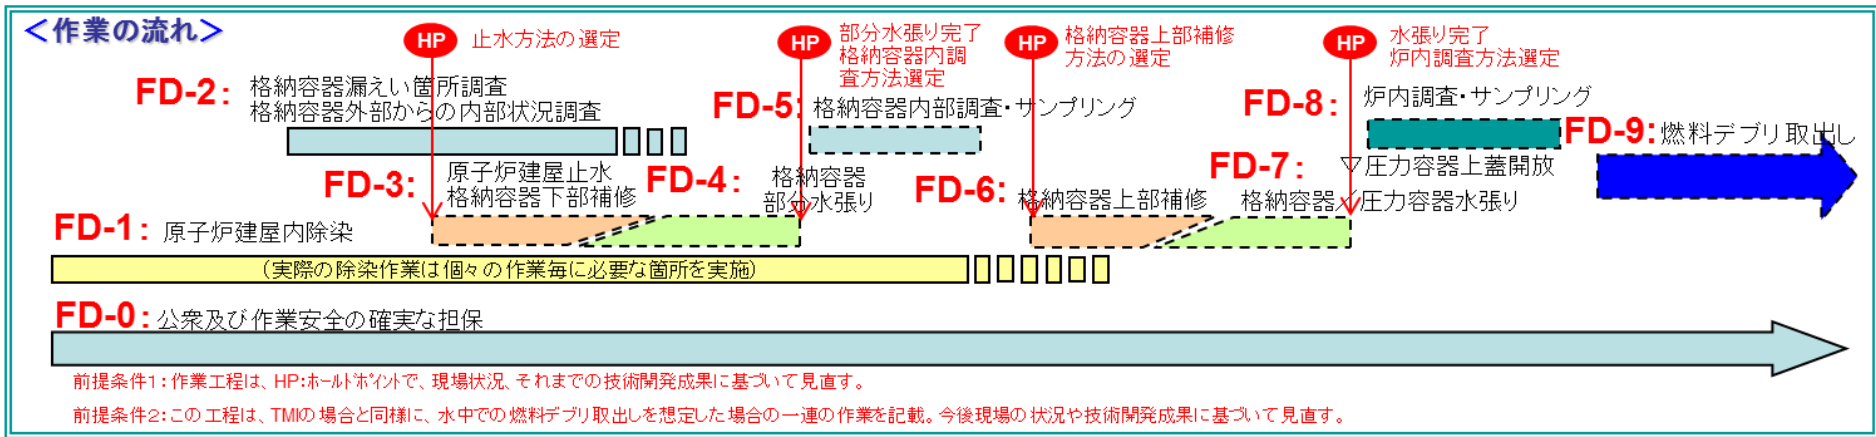 ＜作業の流れ＞
HP
止水方法の選定
HP
部分水張り完了
格納容器内調
査方法選定
HP
格納容器上部補修
方法の選定
HP
水張り完了
炉内調査方法選定
FD-2：
格納容器漏えい箇所調査
格納容器外部からの内部状況調査
FD-5：
格納容器内部調査・サンプリング
FD-8：
炉内調査・サンプリング
FD-9：燃料デブリ取出し
FD-3：
原子炉建屋止水
格納容器下部補修
FD-4：
格納容器
部分水張り
FD-6：
格納容器上部補修
FD-7：
▽圧力容器上蓋開放
格納容器／圧力容器水張り
FD-1：原子炉建屋内除染
（実際の除染作業は個々の作業毎に必要な箇所を実施）
FD-0：公衆及び作業安全の確実な担保
前提条件1：作業工程は、HP：ﾎｰﾙﾄﾞﾎﾟｲﾝﾄで、現場状況、それまでの技術開発成果に基づいて見直す。
前提条件2：この工程は、TMIの場合と同様に、水中での燃料デブリ取出しを想定した場合の一連の作業を記載。今後現場の状況や技術開発成果に基づいて見直す。